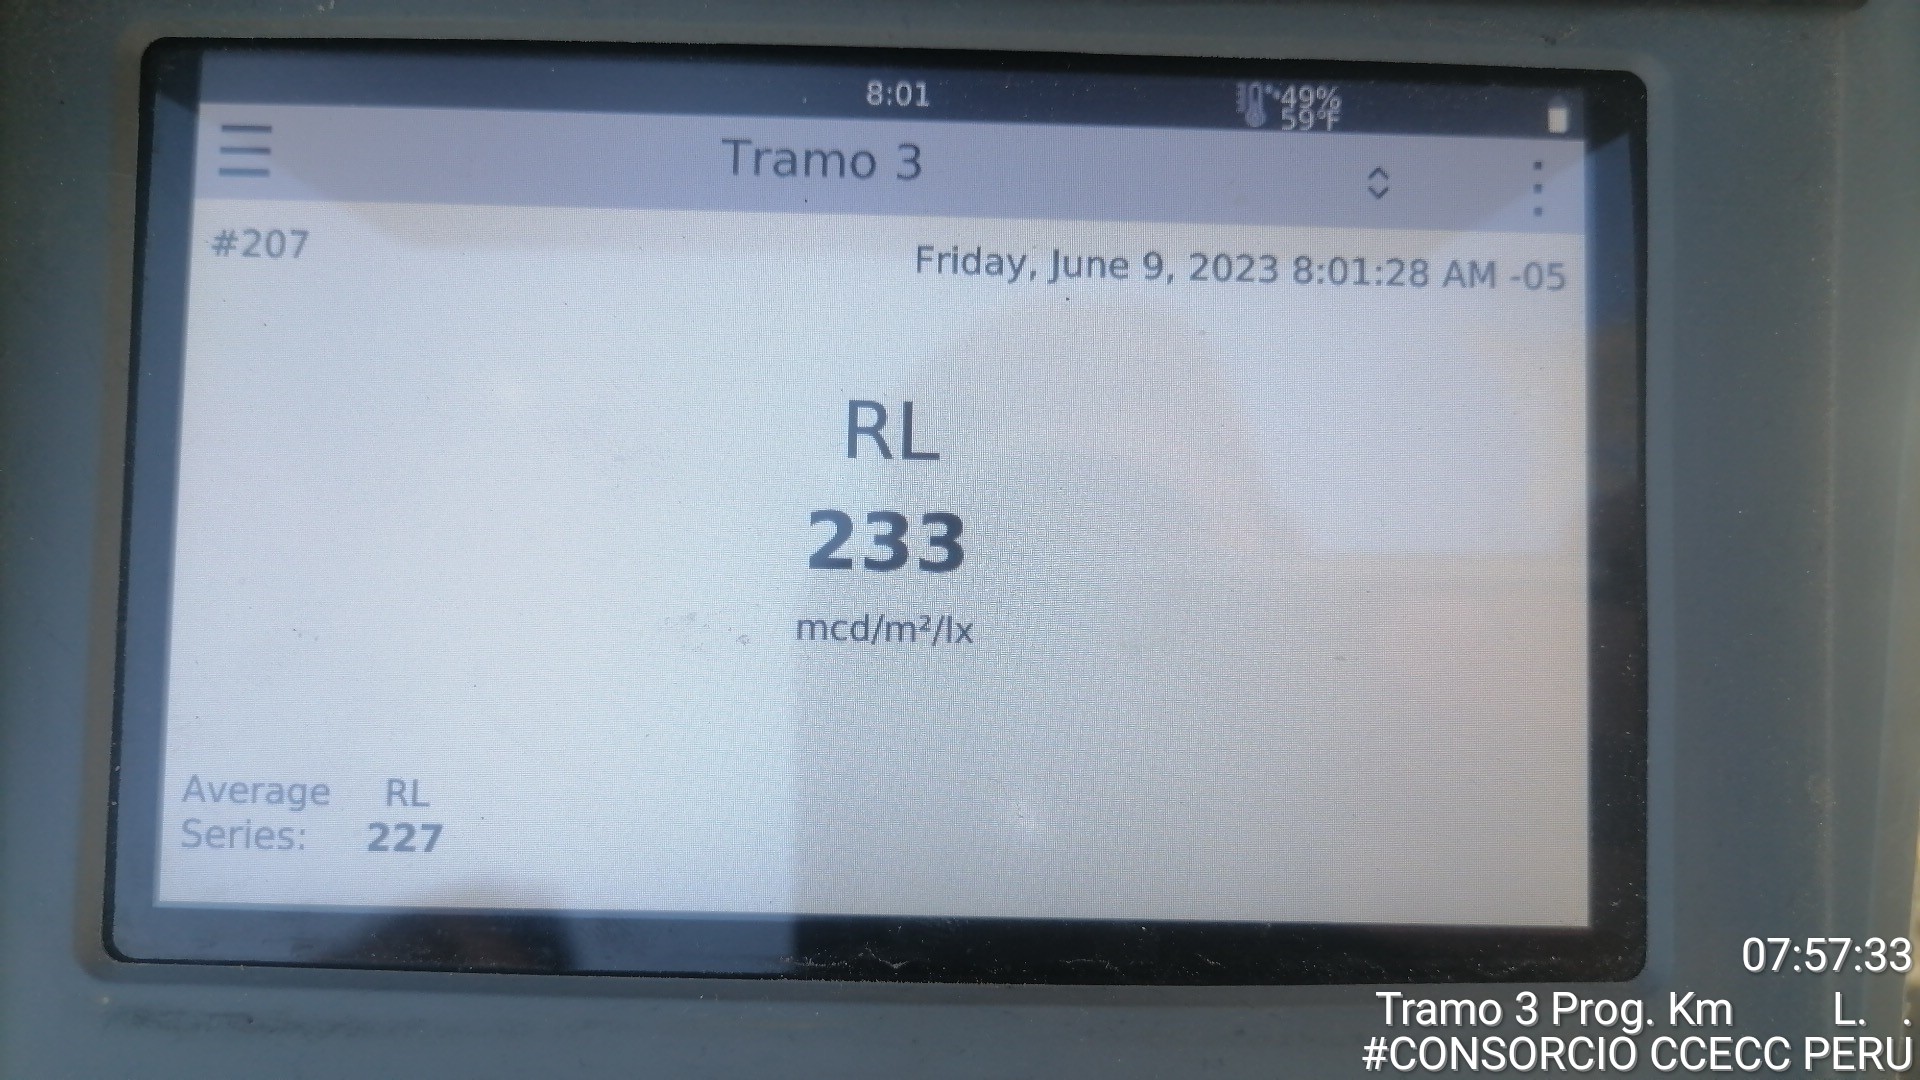 8:01
49%
59°F
Tramo 3
#207
Friday, June 9, 2023 8:01:28 AM -05
RL
233
mcd/m²/lx
Average RL
Series: 227
07:57:33
Tramo 3 Prog. Km L. .
#CONSORCIO CCECC PERU